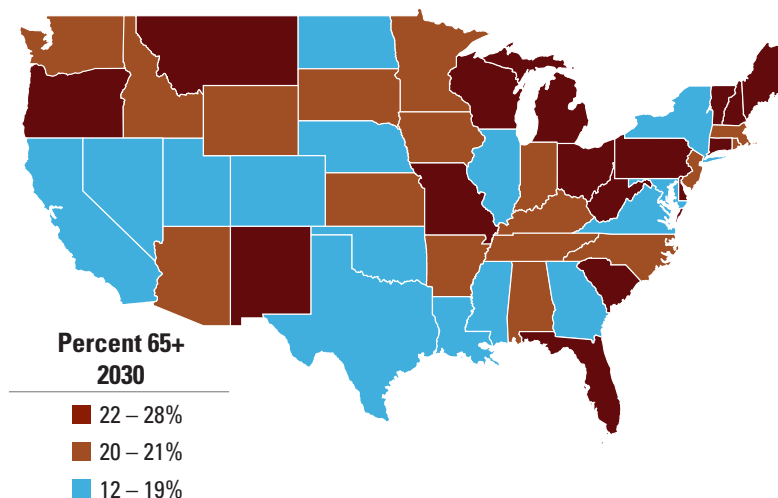 Percent 65+
2030
22 – 28%
20 – 21%
12 – 19%